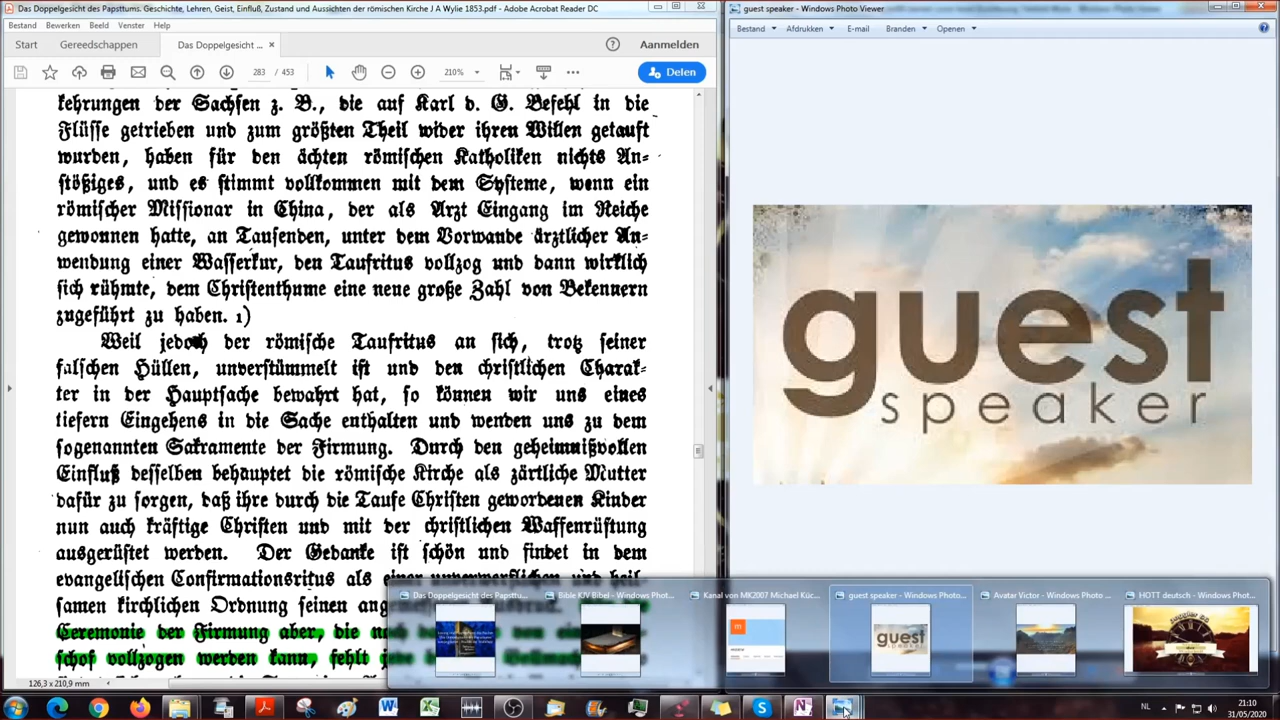 Das Doppelgesicht des Papsttums. Geschichte, Lehren, Geist, Einfluß, Zustand und Aussichten der römischen Kirche J A Wylie 1853.pdf - Adobe Acrobat Reader DC
Bestand Bewerken Beeld Venster Help
Start Gereedschappen Das Doppelgesicht ... × Aanmelden
283 / 453 210% Delen
kehrungen der Sachsen z. B., die auf Karl d. G. Befehl in die
Flüsse getrieben und zum größten Theil wider ihren Willen getauft
wurden, haben für den ächten römischen Katholiken nichts An-
stößiges, und es stimmt vollkommen mit dem Systeme, wenn ein
römischer Missionar in China, der als Arzt Eingang im Reiche
gewonnen hatte, an Tausenden, unter dem Vorwande ärztlicher An-
wendung einer Wasserkur, den Taufritus vollzog und dann wirklich
sich rühmte, dem Christenthume eine neue große Zahl von Bekennern
zugeführt zu haben. 1)
Weil jedoch der römische Taufritus an sich, trotz seiner
falschen Hüllen, unverstümmelt ist und den christlichen Charak-
ter in der Hauptsache bewahrt hat, so können wir uns eines
tiefern Eingehens in die Sache enthalten und wenden uns zu dem
sogenannten Sakramente der Firmung. Durch den geheimnißvollen
Einfluß desselben behauptet die römische Kirche als zärtliche Mutter
dafür zu sorgen, daß ihre durch die Taufe Christen gewordenen Kinder
nun auch kräftige Christen und mit der christlichen Waffenrüstung
ausgerüstet werden. Der Gedanke ist schön und findet in dem
evangelischen Confirmationsritus als einer unverwerflichen und heil-
samen kirchlichen Ordnung seinen
Ceremonie der Firmung aber, die
schof vollzogen werden kann, fehlt
126,3 x 210,9 mm
guest speaker - Windows Photo Viewer
Bestand Afdrukken E-mail Branden Openen
guest
speaker
Das Doppelgesicht des Papsttu...
Bible KJV Bibel - Windows Phot...
Kanal von MK2007 Michael Küc...
guest speaker - Windows Photo...
Avatar Victor - Windows Photo ...
HOTT deutsch - Windows Phot...
guest
NL
21:10
31/05/2020